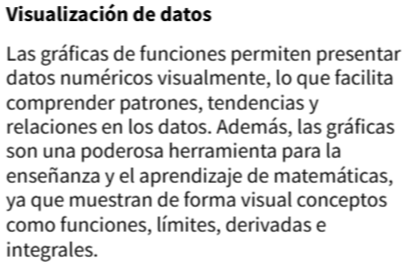 Visualización de datos
Las gráficas de funciones permiten presentar
datos numéricos visualmente, lo que facilita
comprender patrones, tendencias y
relaciones en los datos. Además, las gráficas
son una poderosa herramienta para la
enseñanza y el aprendizaje de matemáticas,
ya que muestran de forma visual conceptos
como funciones, límites, derivadas e
integrales.